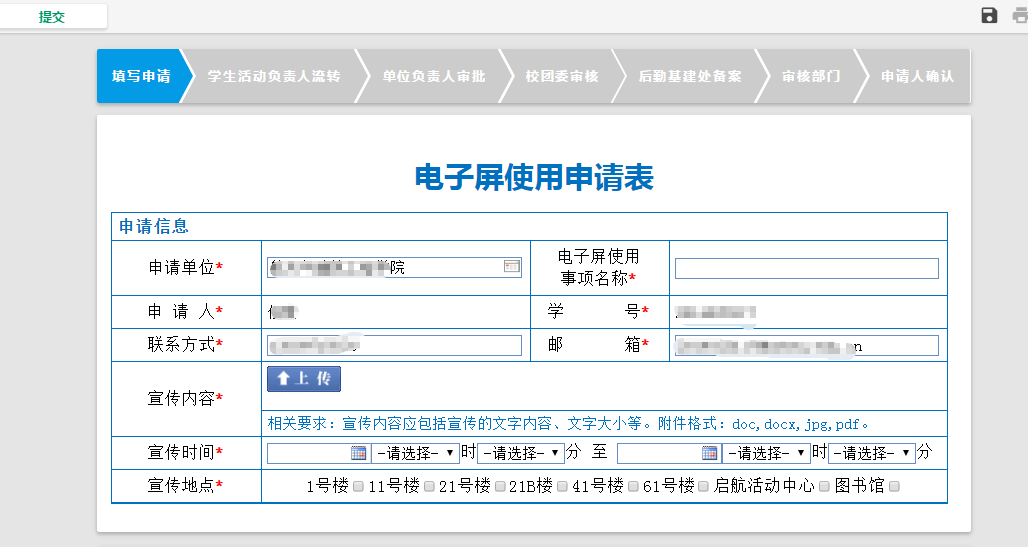 提交
填写申请 学生活动负责人流转 单位负责人审批 校团委审核 后勤基建处备案 审核部门 申请人确认
电子屏使用申请表
申请信息
申请单位* 学院 电子屏使用
事项名称*
申 请 人* 学 号*
联系方式* 邮 箱* n
宣传内容* 上 传
相关要求：宣传内容应包括宣传的文字内容、文字大小等。附件格式：doc,docx,jpg,pdf。
宣传时间* -请选择- 时 -请选择- 分 至 -请选择- 时 -请选择- 分
宣传地点* 1号楼 11号楼 21号楼 21B楼 41号楼 61号楼 启航活动中心 图书馆